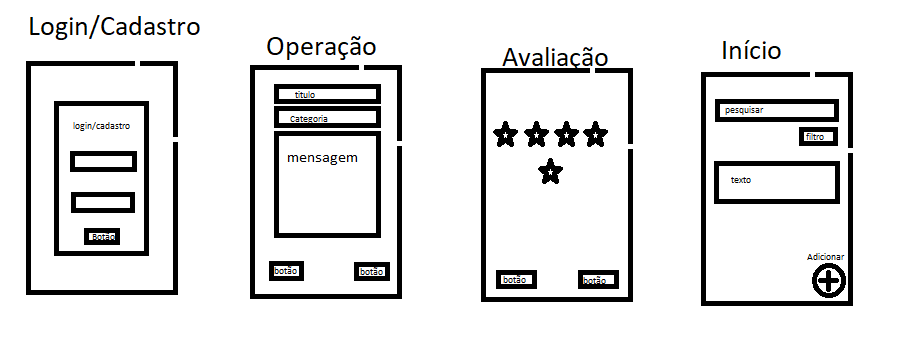 Login/Cadastro
login/cadastro
Botão
Operação
titulo
Categoria
mensagem
botão
botão
Avaliação
botão
botão
Início
pesquisar
filtro
texto
Adicionar